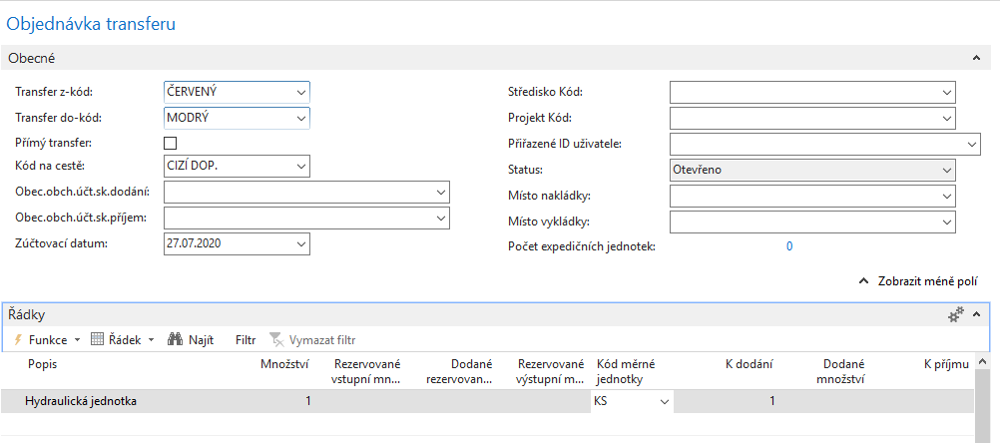 Objednávka transferu
Obecné
Transfer z-kód: ČERVENÝ
Transfer do-kód: MODRÝ
Přímý transfer:
Kód na cestě: CIZÍ DOP.
Obec.obch.účt.sk.dodání:
Obec.obch.účt.sk.příjem:
Zúčtovací datum: 27.07.2020
Středisko Kód:
Projekt Kód:
Přiřazené ID uživatele:
Status: Otevřeno
Místo nakládky:
Místo vykládky:
Počet expedičních jednotek: 0
Zobrazit méně polí
Řádky
Funkce Řádek Najít Filtr Vymazat filtr
Popis Množství Rezervované vstupní mn... Dodané rezervovan... Rezervované výstupní m... Kód měrné jednotky K dodání Dodané množství K příjmu
Hydraulická jednotka 1 KS 1